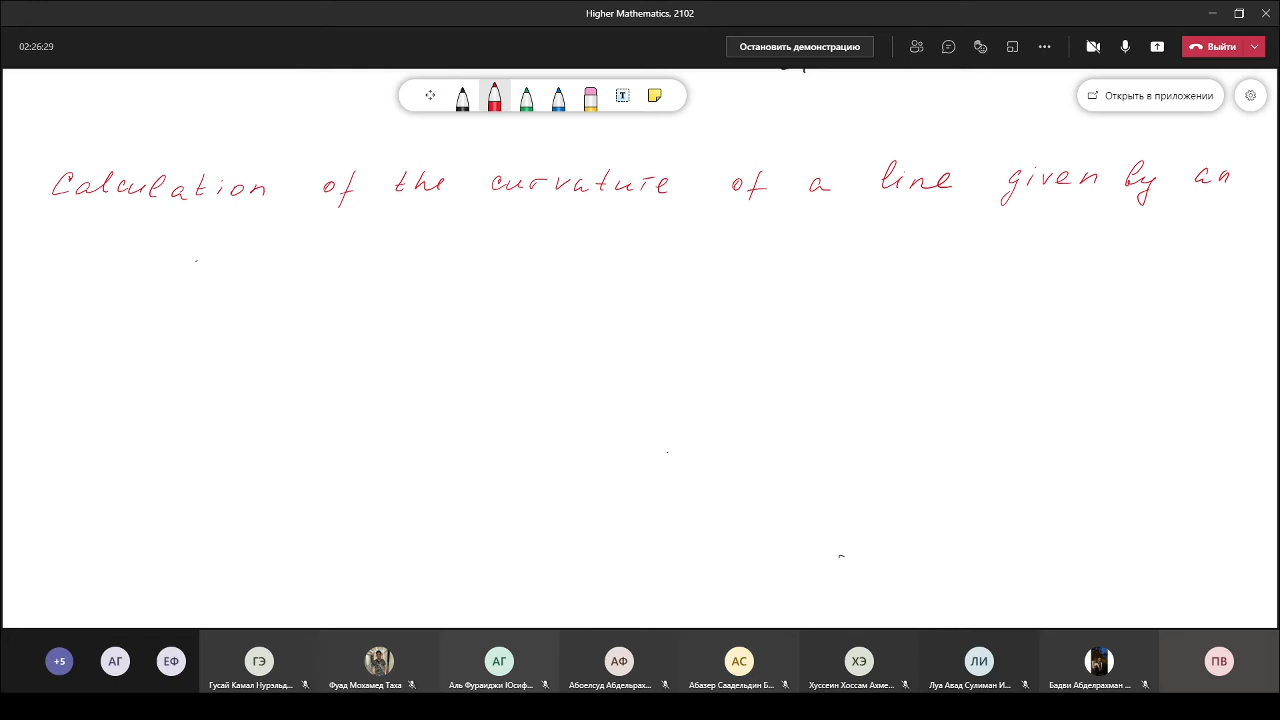 Higher Mathematics, 2102
02:26:29
Остановить демонстрацию
Выйти
Открыть в приложении
Calculation of the curvature of a line given by an
+5
АГ
ЕФ
ГЭ
АГ
АФ
АС
ХЭ
ЛИ
ПВ
Гусай Камал Нурэльд...
Фуад Мохамед Таха
Аль Фураиджи Юсиф...
Абоелсуд Абдельрах...
Абазер Саадельдин Б...
Хуссеин Хоссам Ахме...
Луа Авад Сулиман И...
Бадви Абделрахман ...